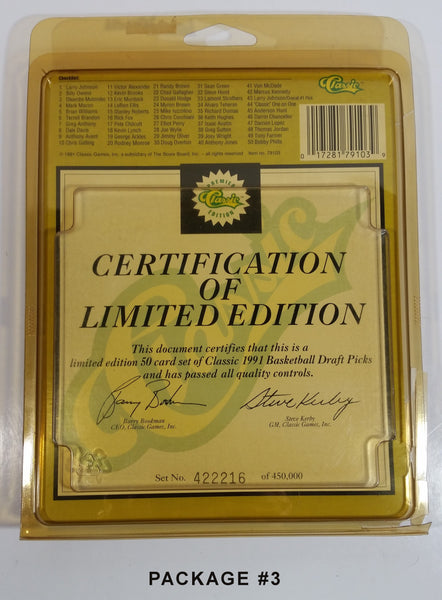 Checklist
1 Larry Johnson
2 Billy Owens
3 Dikembe Mutombo
4 Mark Macon
5 Brian Williams
6 Terrell Brandon
7 Greg Anthony
8 Dale Davis
9 Anthony Avent
10 Chris Gatling
11 Victor Alexander
12 Kevin Brooks
13 Eric Murdock
14 LeRon Ellis
15 Stanley Roberts
16 Rick Fox
17 Pete Chilcutt
18 Kevin Lynch
19 George Ackles
20 Rodney Monroe
21 Randy Brown
22 Chad Gallagher
23 Donald Hodge
24 Myron Brown
25 Mike Iuzzolino
26 Chris Corchiani
27 Elliot Perry
28 Joe Wylie
29 Jimmy Oliver
30 Doug Overton
31 Sean Green
32 Steve Hood
33 Lamont Strothers
34 Alvaro Teheran
35 Richard Dumas
36 Keith Hughes
37 Isaac Austin
38 Greg Sutton
39 Joey Wright
40 Anthony Jones
41 Von McDade
42 Marcus Kennedy
43 Larry Johnson/Overall #1 Pick
44 "Classic" One on One
45 Anderson Hunt
46 Darrin Chancellor
47 Damon Lopez
48 Thomas Jordan
49 Tony Farmer
50 Bobby Phills
© 1991 Classic Games, Inc. a subsidiary of The Score Board, Inc. - all rights reserved Item no. 79103
Classic
0 17281 79103 9
PREMIER
Classic
EDITION
CERTIFICATION
OF
LIMITED EDITION
This document certifies that this is a
limited edition 50 card set of Classic 1991 Basketball Draft Picks
and has passed all quality controls.
Steve Kerby
Barry Bookman
CEO, Classic Games, Inc.
Steve Kerby
GM, Classic Games, Inc.
Set No. 422216 of 450,000
PACKAGE #3